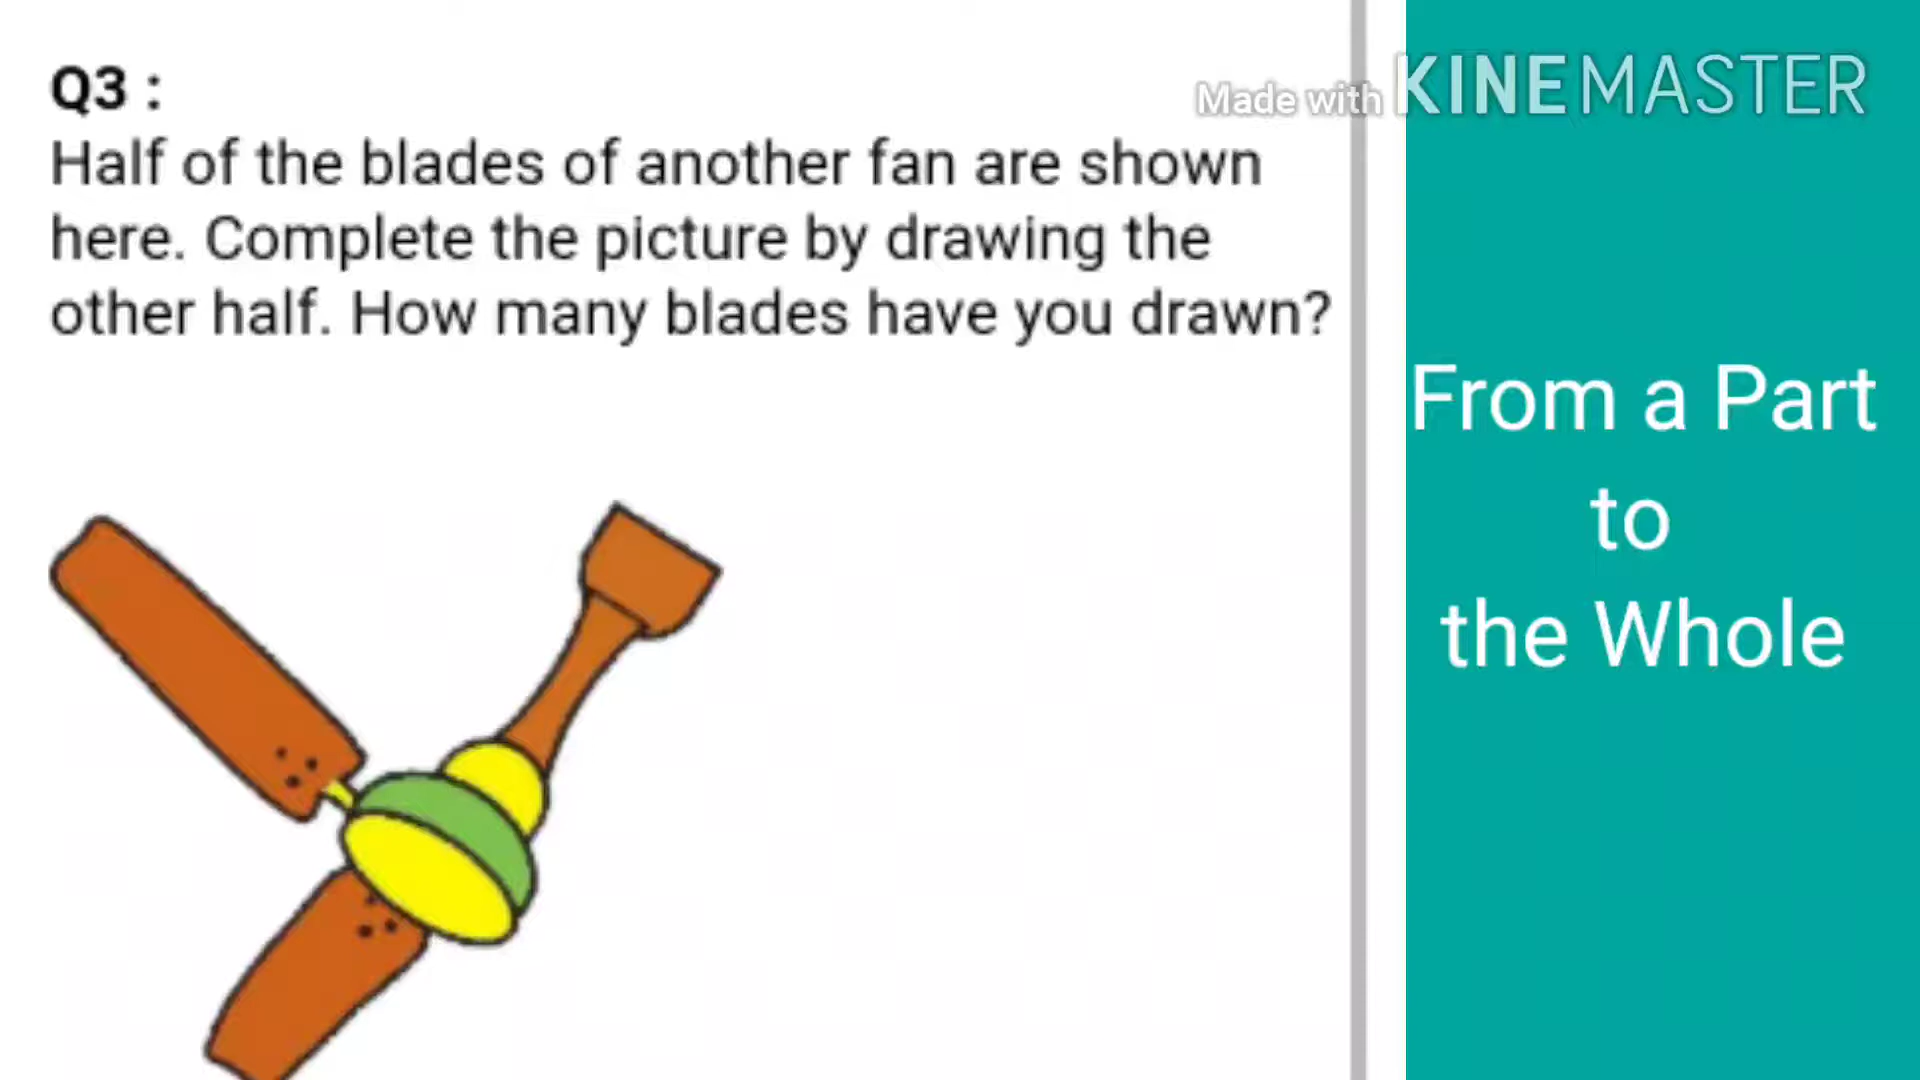 Q3 :
Made with KINEMASTER
Half of the blades of another fan are shown
here. Complete the picture by drawing the
other half. How many blades have you drawn?
From a Part
to
the Whole